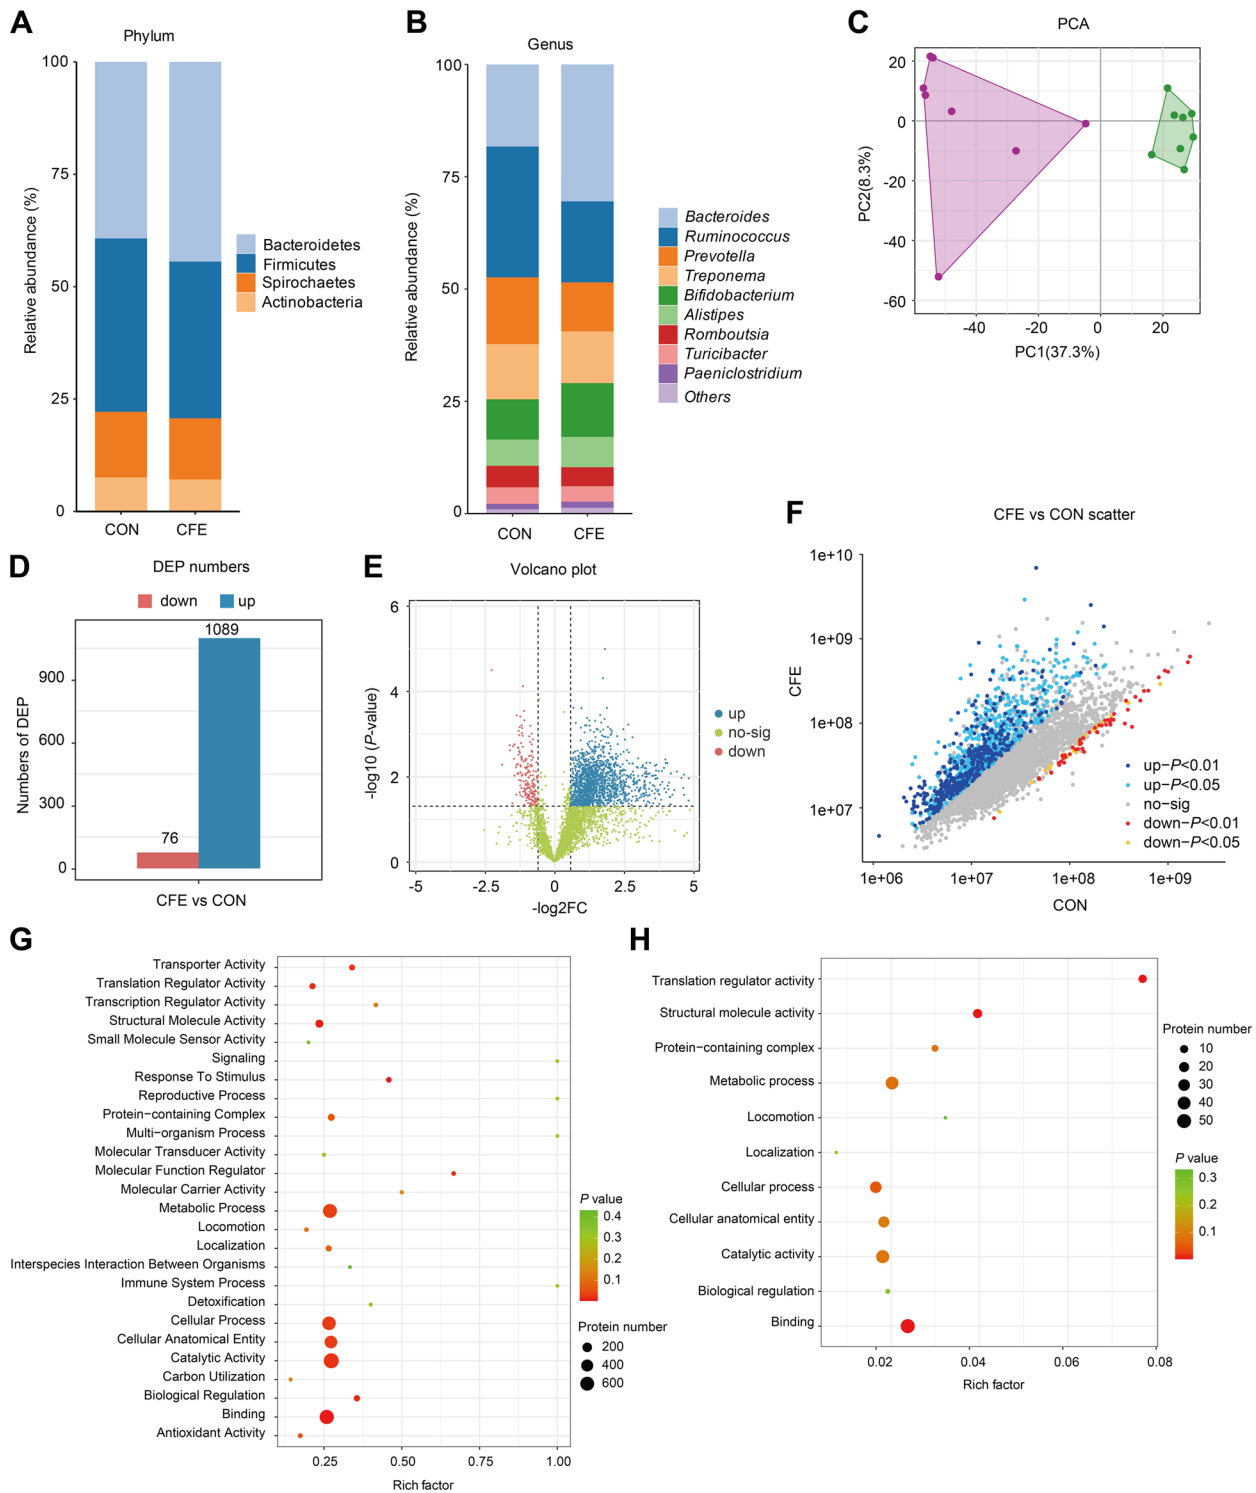 A
Phylum
Relative abundance (%)
100
75
50
25
0
CON
CFE
Bacteroidetes
Firmicutes
Spirochaetes
Actinobacteria
B
Genus
Relative abundance (%)
100
75
50
25
0
CON
CFE
Bacteroides
Ruminococcus
Prevotella
Treponema
Bifidobacterium
Alistipes
Romboutsia
Turicibacter
Paeniclostridium
Others
C
PCA
PC2(8.3%)
20
0
-20
-40
-60
-40
-20
0
20
PC1(37.3%)
D
DEP numbers
down
up
Numbers of DEP
900
600
300
0
76
1089
CFE vs CON
E
Volcano plot
-log10 (P-value)
6
4
2
0
-5
-2.5
0
2.5
5
-log2FC
up
no-sig
down
F
CFE vs CON scatter
CFE
1e+10
1e+09
1e+08
1e+07
1e+06
1e+07
1e+08
1e+09
CON
up-P<0.01
up-P<0.05
no-sig
down-P<0.01
down-P<0.05
G
Transporter Activity
Translation Regulator Activity
Transcription Regulator Activity
Structural Molecule Activity
Small Molecule Sensor Activity
Signaling
Response To Stimulus
Reproductive Process
Protein-containing Complex
Multi-organism Process
Molecular Transducer Activity
Molecular Function Regulator
Molecular Carrier Activity
Metabolic Process
Locomotion
Localization
Interspecies Interaction Between Organisms
Immune System Process
Detoxification
Cellular Process
Cellular Anatomical Entity
Catalytic Activity
Carbon Utilization
Biological Regulation
Binding
Antioxidant Activity
0.25
0.50
0.75
1.00
Rich factor
P value
0.4
0.3
0.2
0.1
Protein number
200
400
600
H
Translation regulator activity
Structural molecule activity
Protein-containing complex
Metabolic process
Locomotion
Localization
Cellular process
Cellular anatomical entity
Catalytic activity
Biological regulation
Binding
0.02
0.04
0.06
0.08
Rich factor
Protein number
10
20
30
40
50
P value
0.3
0.2
0.1